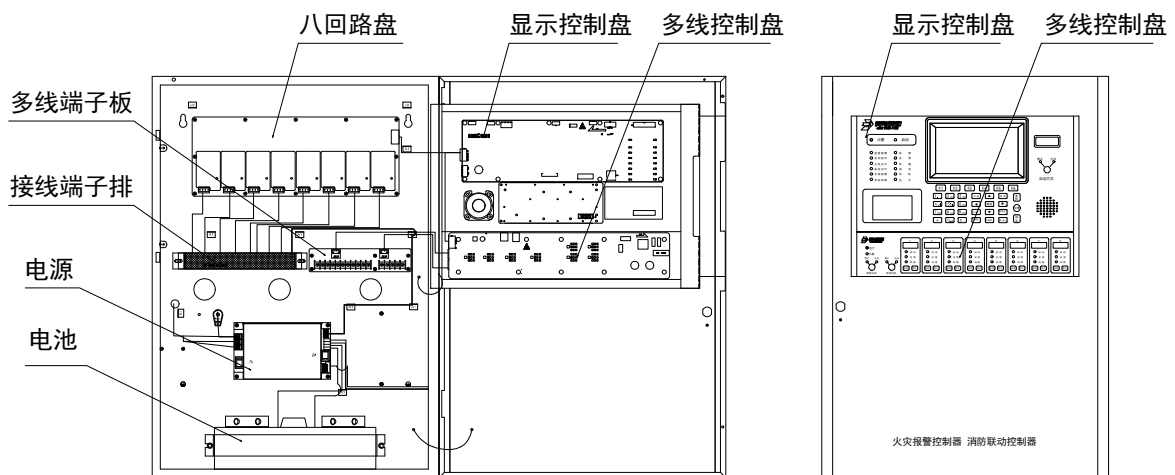 八回路盘
显示控制盘
多线控制盘
显示控制盘
多线控制盘
多线端子板
接线端子排
电源
电池
火灾报警控制器 消防联动控制器